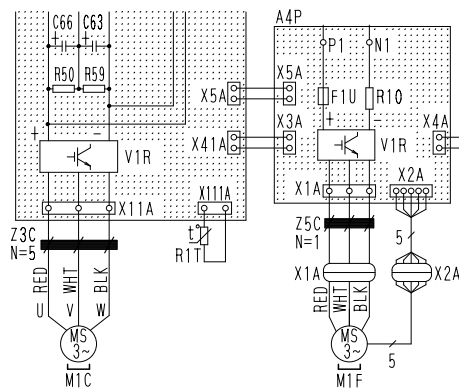 A4P
C66 C63
+ +
P1 N1
R50 R59
X5A X5A
F1U R10
X3A
X4A
+ −
+ −
V1R
X41A
V1R
X1A X2A
X11A X111A
Z3C
N=5
t°
R1T
Z5C
N=1
5
X1A X2A
RED WHT BLK
RED WHT BLK
U V W
MS
3~
MS
3~
5
M1C M1F